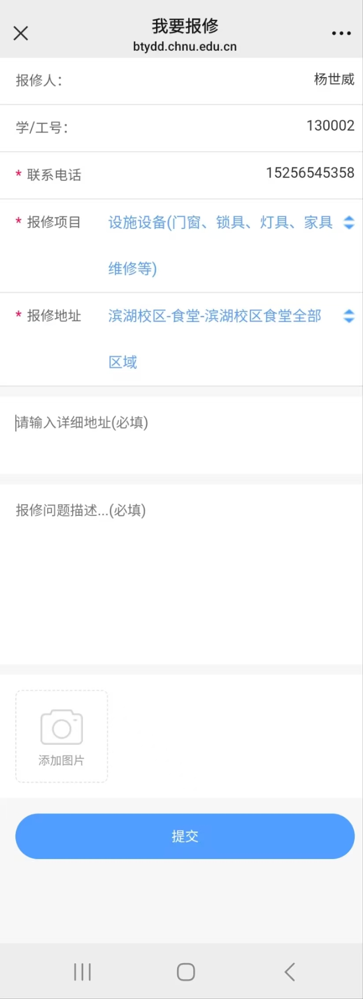 我要报修
btydd.chnu.edu.cn
报修人：
杨世威
学/工号：
130002
* 联系电话
15256545358
* 报修项目
设施设备(门窗、锁具、灯具、家具
维修等)
* 报修地址
滨湖校区-食堂-滨湖校区食堂全部
区域
请输入详细地址(必填)
报修问题描述...(必填)
添加图片
提交